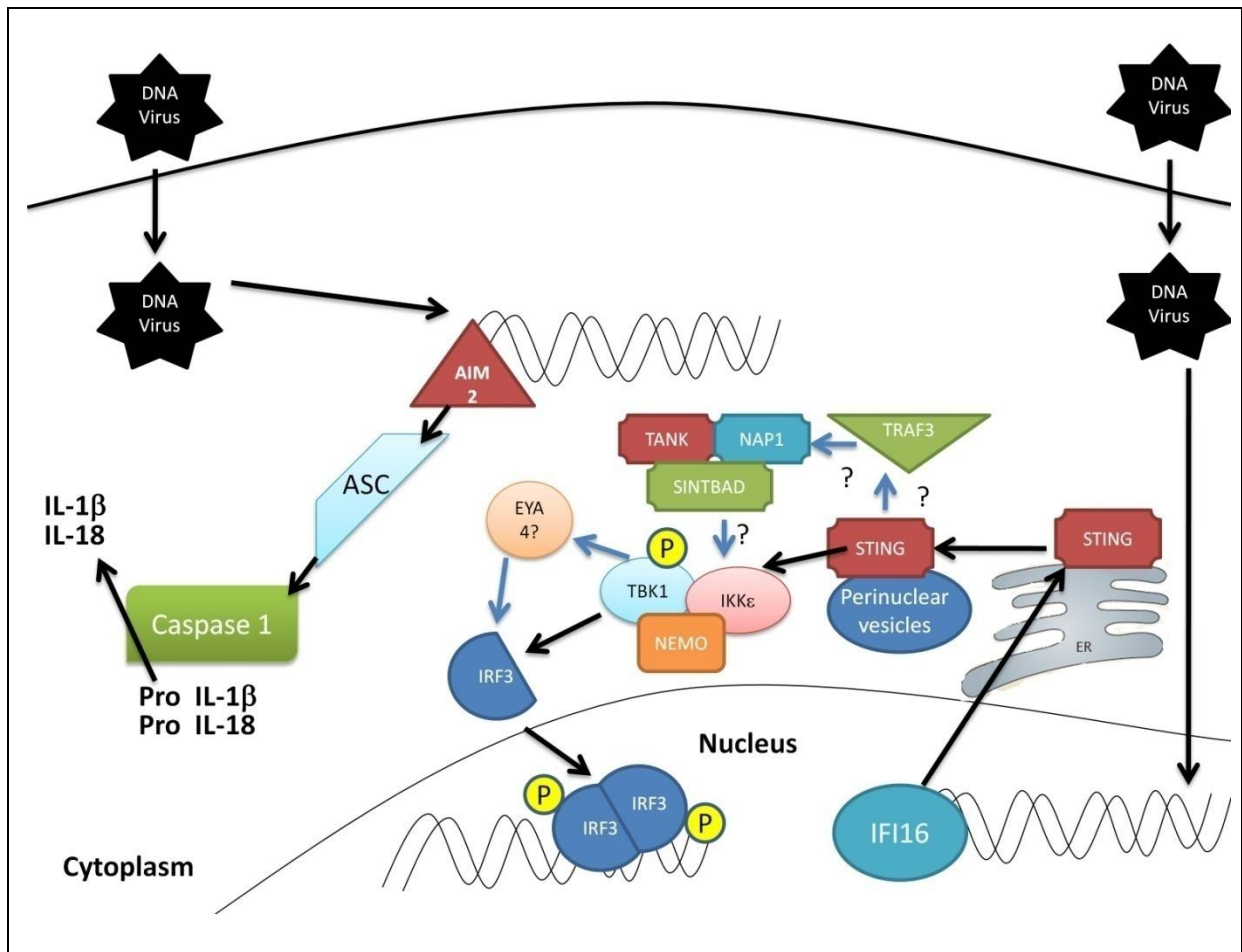 DNA
Virus
DNA
Virus
DNA
Virus
DNA
Virus
AIM
2
TANK
NAP1
TRAF3
SINTBAD
?
?
ASC
EYA
4?
IL-1β
IL-18
P
?
STING
STING
TBK1
IKKε
Perinuclear
vesicles
Caspase 1
NEMO
ER
IRF3
Pro IL-1β
Pro IL-18
Nucleus
P
IRF3
IRF3
P
IFI16
Cytoplasm